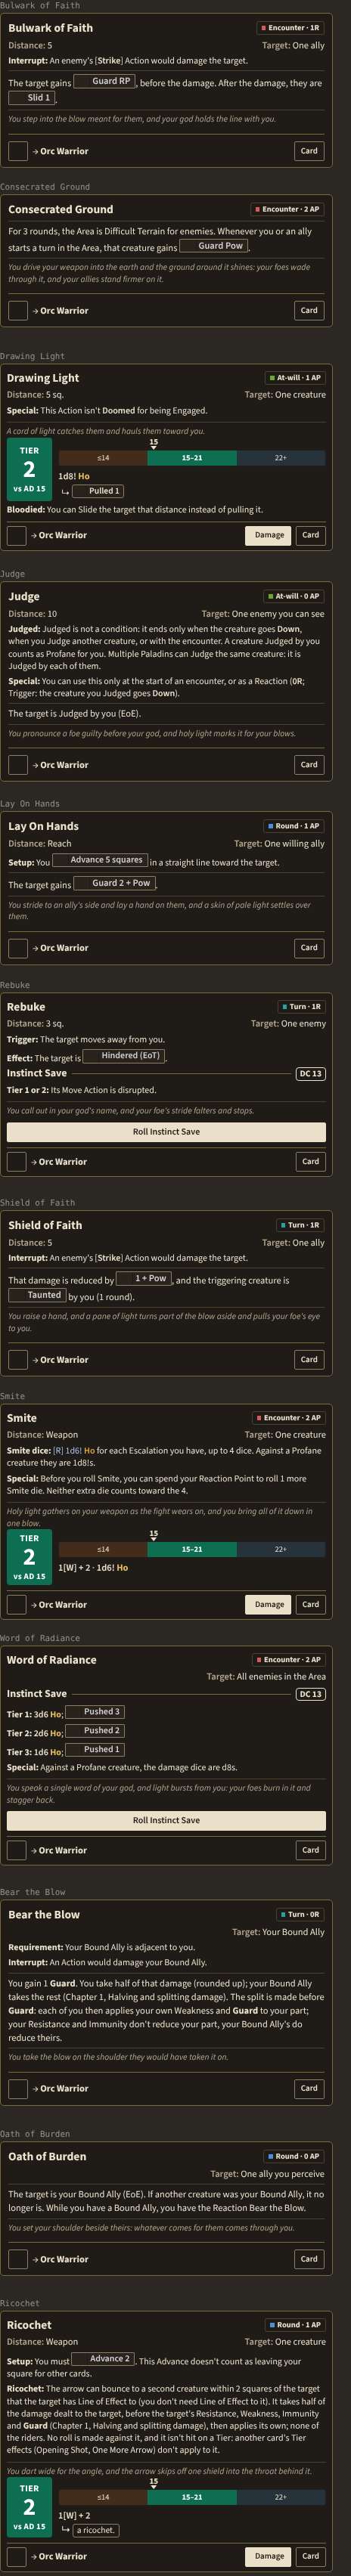 Bulwark of Faith
Bulwark of Faith
Encounter · 1R
Distance: 5
Target: One ally
Interrupt: An enemy's [Strike] Action would damage the target.
The target gains Guard RP, before the damage. After the damage, they are
Slid 1.
You step into the blow meant for them, and your god holds the line with you.
→ Orc Warrior
Card
Consecrated Ground
Consecrated Ground
Encounter · 2 AP
For 3 rounds, the Area is Difficult Terrain for enemies. Whenever you or an ally
starts a turn in the Area, that creature gains Guard Pow.
You drive your weapon into the earth and the ground around it shines: your foes wade
through it, and your allies stand firmer on it.
→ Orc Warrior
Card
Drawing Light
Drawing Light
At-will · 1 AP
Distance: 5 sq.
Target: One creature
Special: This Action isn't Doomed for being Engaged.
A card of light catches them and hauls them toward you.
TIER
2
vs AD 15
15
≤14
15–21
22+
1d8! Ho
↪ Pulled 1
Bloodied: You can Slide the target that distance instead of pulling it.
→ Orc Warrior
Damage
Card
Judge
Judge
At-will · 0 AP
Distance: 10
Target: One enemy you can see
Judged: Judged is not a condition: it ends only when the creature goes Down,
when you Judge another creature, or with the encounter. A creature Judged by you
counts as Profane for you. Multiple Paladins can Judge the same creature: it is
Judged by each of them.
Special: You can use this only at the start of an encounter, or as a Reaction (0R;
Trigger: the creature you Judged goes Down).
The target is Judged by you (EoE).
You pronounce a foe guilty before your god, and holy light marks it for your blows.
→ Orc Warrior
Card
Lay On Hands
Lay On Hands
Round · 1 AP
Distance: Reach
Target: One willing ally
Setup: You Advance 5 squares in a straight line toward the target.
The target gains Guard 2 + Pow.
You stride to an ally's side and lay a hand on them, and a skin of pale light settles over
them.
→ Orc Warrior
Card
Rebuke
Rebuke
Turn · 1R
Distance: 3 sq.
Target: One enemy
Trigger: The target moves away from you.
Effect: The target is Hindered (EoT).
Instinct Save
DC 13
Tier 1 or 2: Its Move Action is disrupted.
You call out in your god's name, and your foe's stride falters and stops.
Roll Instinct Save
→ Orc Warrior
Card
Shield of Faith
Shield of Faith
Turn · 1R
Distance: 5
Target: One ally
Interrupt: An enemy's [Strike] Action would damage the target.
That damage is reduced by 1 + Pow, and the triggering creature is
Taunted by you (1 round).
You raise a hand, and a pane of light turns part of the blow aside and pulls your foe's eye
to you.
→ Orc Warrior
Card
Smite
Smite
Encounter · 2 AP
Distance: Weapon
Target: One creature
Smite dice: [R] 1d6! Ho for each Escalation you have, up to 4 dice. Against a Profane
creature they are 1d8!s.
Special: Before you roll Smite, you can spend your Reaction Point to roll 1 more
Smite die. Neither extra die counts toward the 4.
Holy light gathers on your weapon as the fight wears on, and you bring all of it down in
one blow.
TIER
2
vs AD 15
15
≤14
15–21
22+
1[W] + 2 · 1d6! Ho
→ Orc Warrior
Damage
Card
Word of Radiance
Word of Radiance
Encounter · 2 AP
Target: All enemies in the Area
Instinct Save
DC 13
Tier 1: 3d6 Ho; Pushed 3
Tier 2: 2d6 Ho; Pushed 2
Tier 3: 1d6 Ho; Pushed 1
Special: Against a Profane creature, the damage dice are d8s.
You speak a single word of your god, and light bursts from you; your foes burn in it and
stagger back.
Roll Instinct Save
→ Orc Warrior
Card
Bear the Blow
Bear the Blow
Turn · 0R
Target: Your Bound Ally
Requirement: Your Bound Ally is adjacent to you.
Interrupt: An Action would damage your Bound Ally.
You gain 1 Guard. You take half of that damage (rounded up); your Bound Ally
takes the rest (Chapter 1, Halving and splitting damage). The split is made before
Guard: each of you then applies your own Weakness and Guard to your part;
your Resistance and Immunity don't reduce your part, your Bound Ally's do
reduce theirs.
You take the blow on the shoulder they would have taken it on.
→ Orc Warrior
Card
Oath of Burden
Oath of Burden
Round · 0 AP
Target: One ally you perceive
The target is your Bound Ally (EoE). If another creature was your Bound Ally, it no
longer is. While you have a Bound Ally, you have the Reaction Bear the Blow.
You set your shoulder beside theirs: whatever comes for them comes through you.
→ Orc Warrior
Card
Ricochet
Ricochet
Round · 1 AP
Distance: Weapon
Target: One creature
Setup: You must Advance 2. This Advance doesn't count as leaving your
square for other cards.
Ricochet: The arrow can bounce to a second creature within 2 squares of the target
that the target has Line of Effect to (you don't need Line of Effect to it). It takes half of
the damage dealt to the target, before the target's Resistance, Weakness, Immunity
and Guard (Chapter 1, Halving and splitting damage), then applies its own; none of
the riders. No roll is made against it, and it isn't hit on a Tier: another card's Tier
effects (Opening Shot, One More Arrow) don't apply to it.
You dart wide for the angle, and the arrow skips off one shield into the throat behind it.
TIER
2
vs AD 15
15
≤14
15–21
22+
1[W] + 2
↪ a ricochet.
→ Orc Warrior
Damage
Card